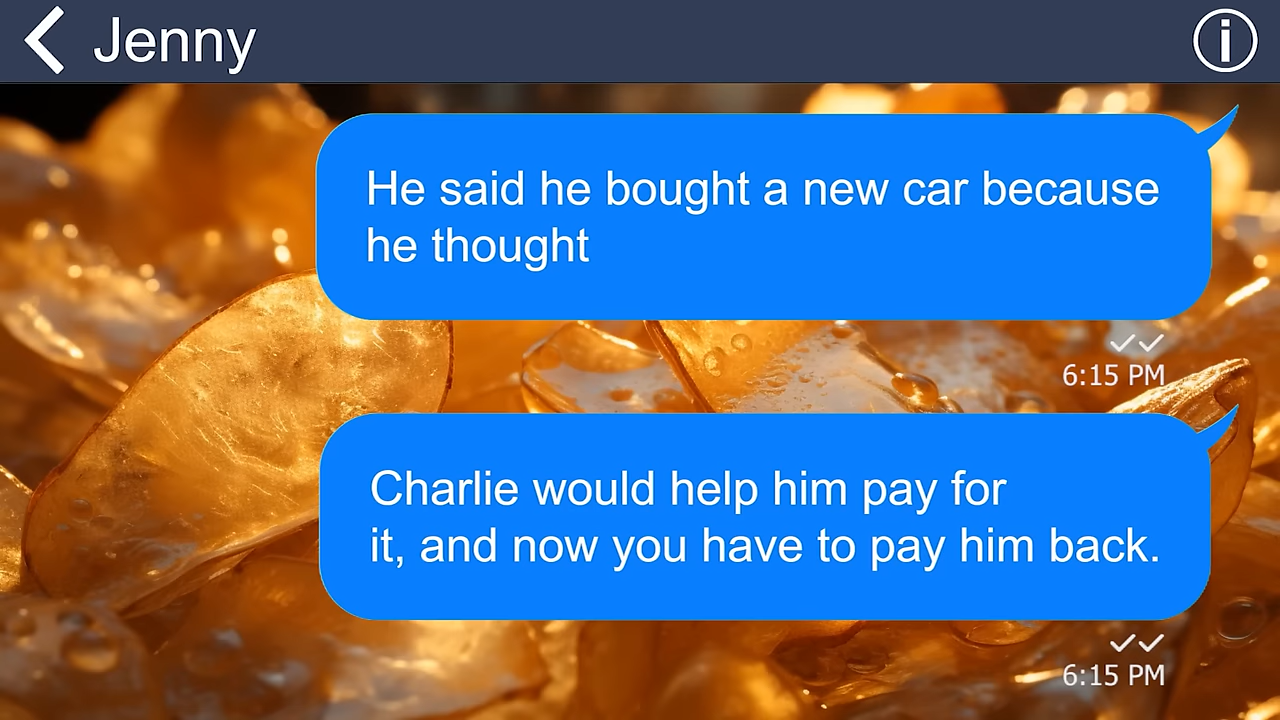 Jenny
He said he bought a new car because
he thought
6:15 PM
Charlie would help him pay for
it, and now you have to pay him back.
6:15 PM